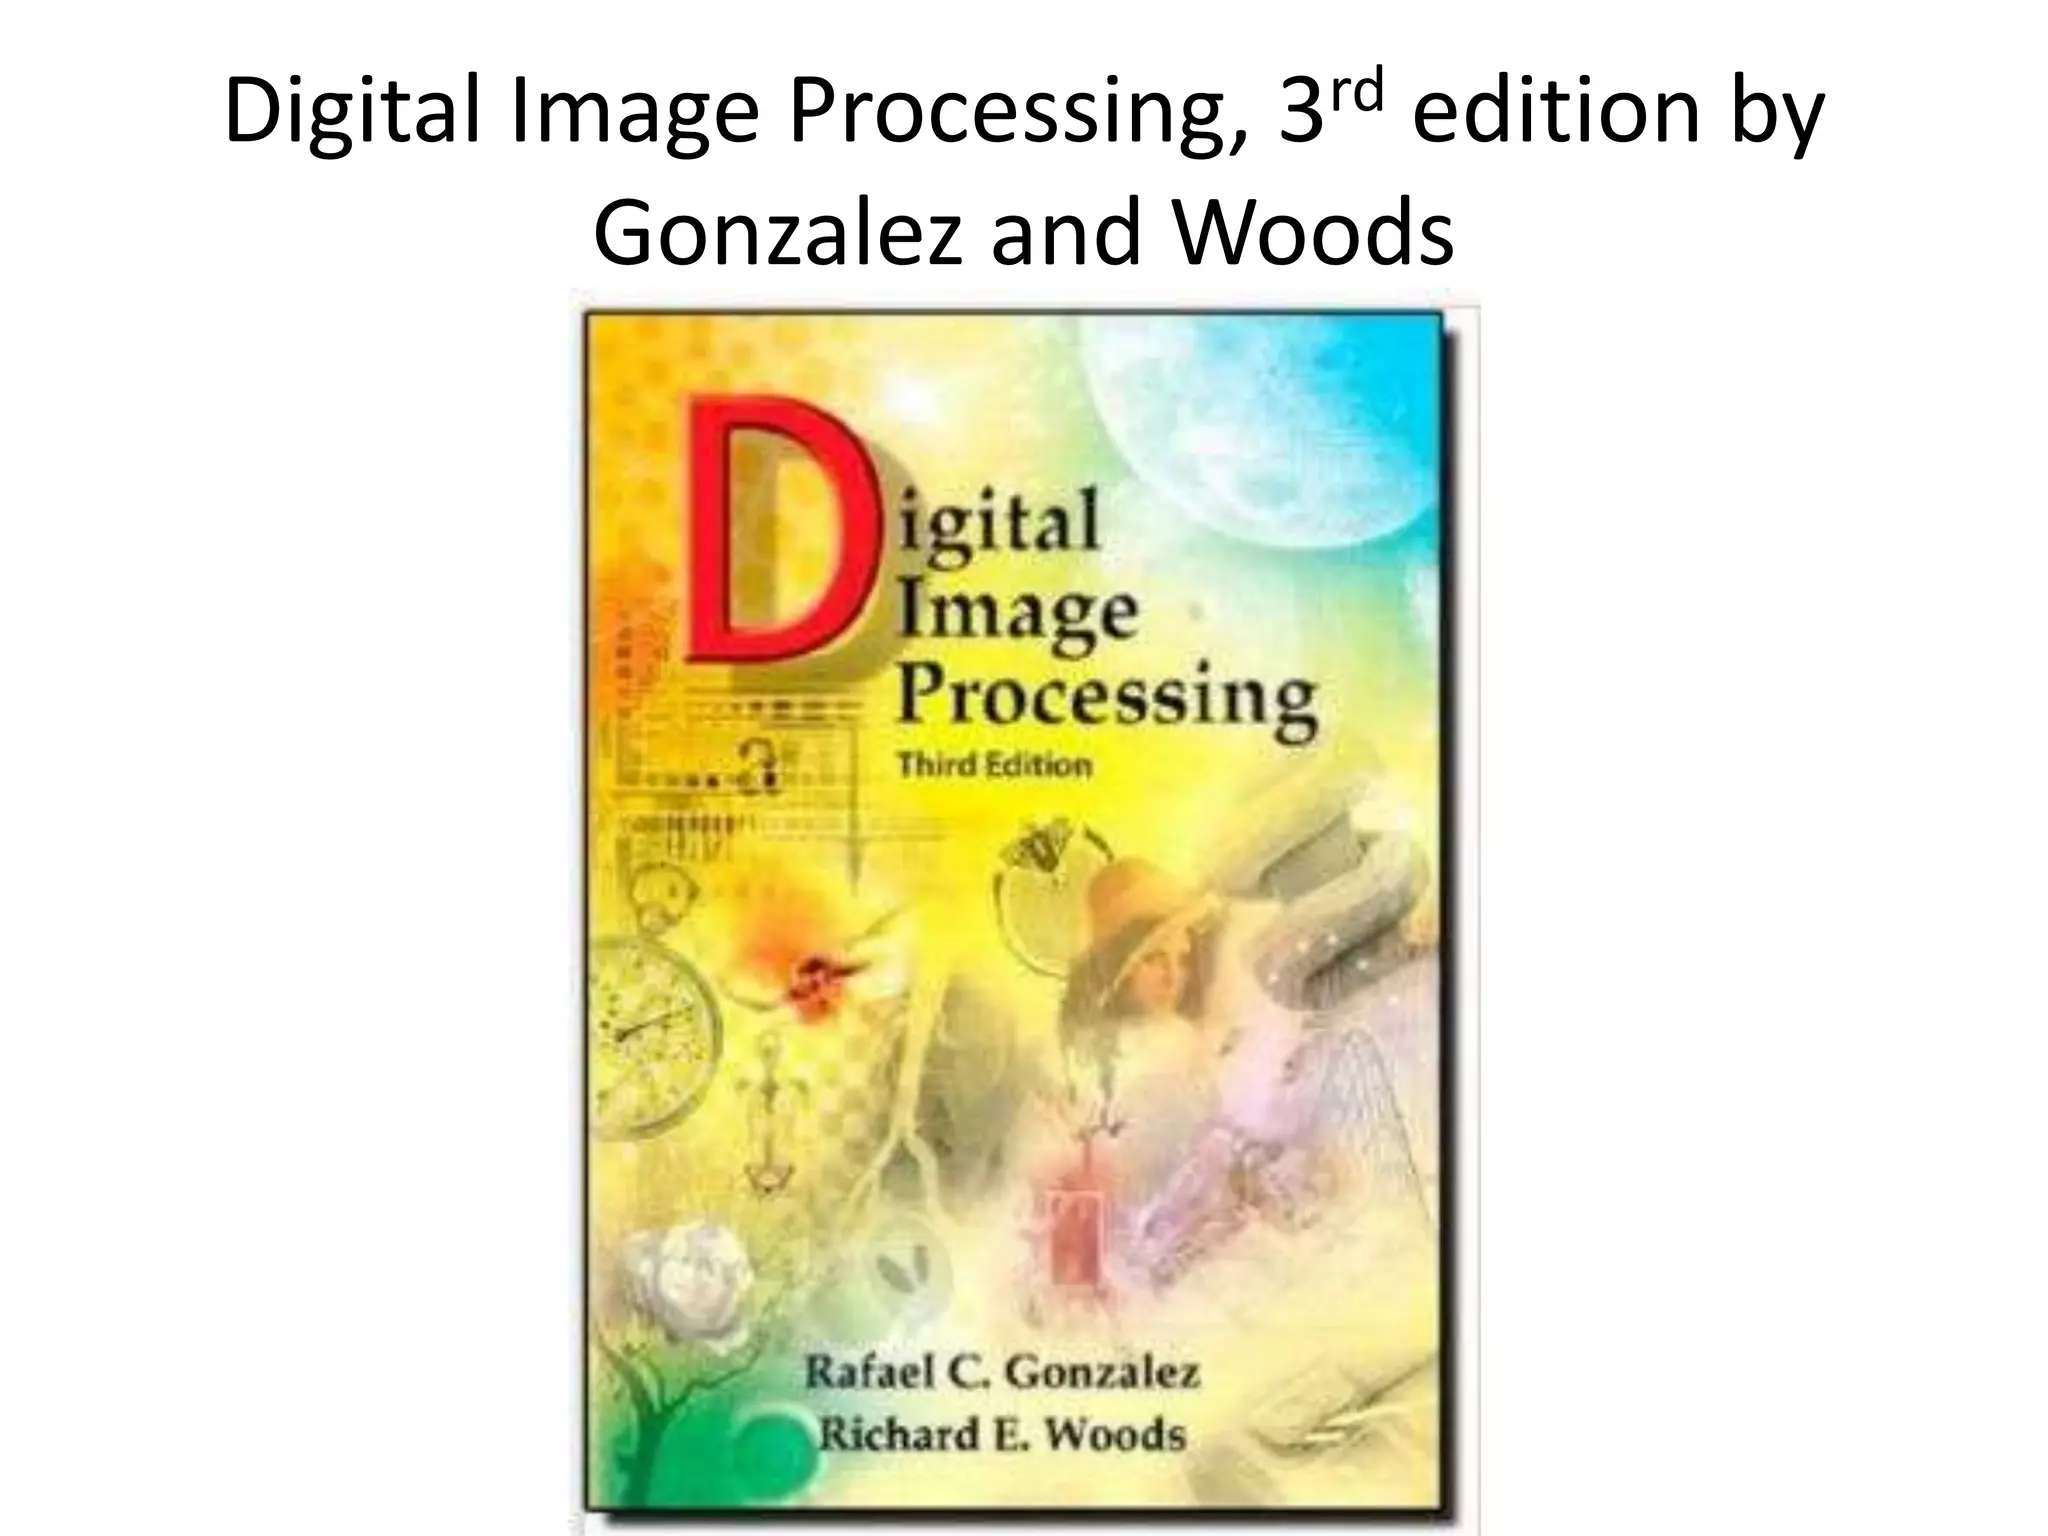 Digital Image Processing, 3rd edition by
Gonzalez and Woods
Digital
Image
Processing
Third Edition
a
Rafael C. Gonzalez
Richard E. Woods